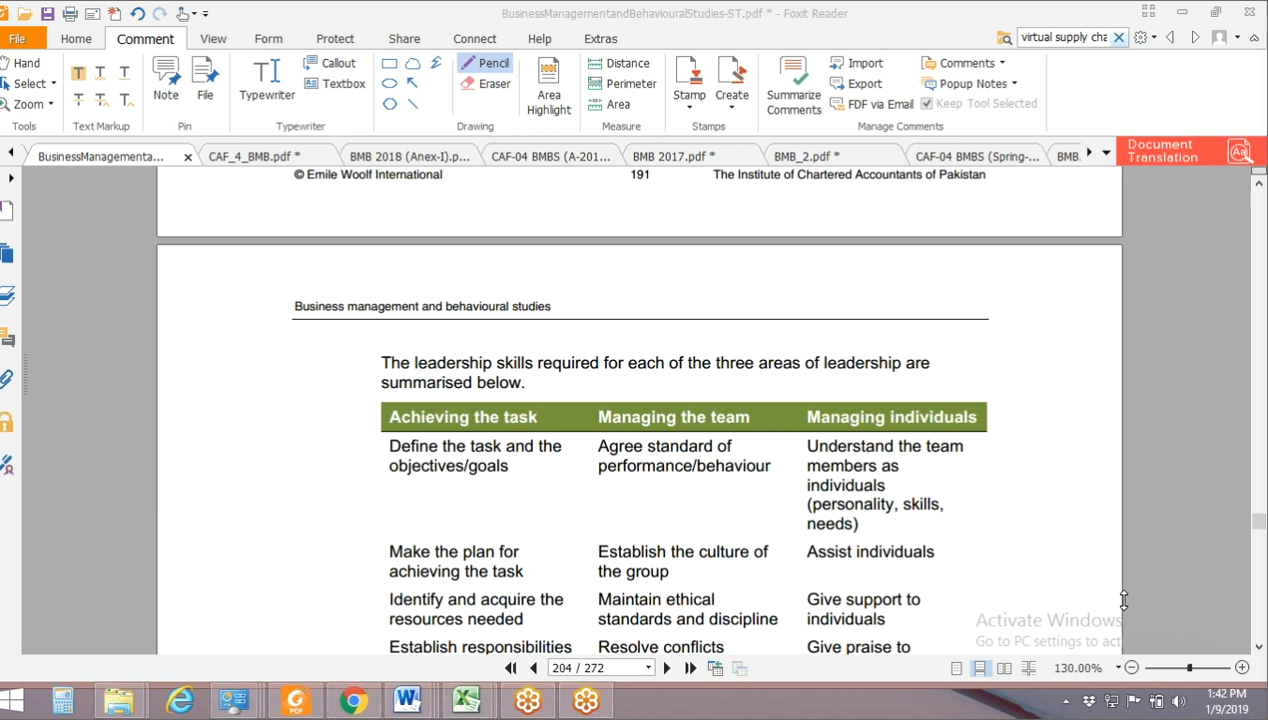 BusinessManagementandBehaviouralStudies-ST.pdf * - Foxit Reader
File Home Comment View Form Protect Share Connect Help Extras
virtual supply cha
Hand
Select
Zoom
Tools
Text Markup
Note
File
Pin
Typewriter
Callout
Textbox
Typewriter
Pencil
Eraser
Area Highlight
Drawing
Distance
Perimeter
Area
Measure
Stamp
Create
Stamps
Summarize Comments
Import
Export
FDF via Email
Comments
Popup Notes
Keep Tool Selected
Manage Comments
BusinessManagementa... CAF_4_BMB.pdf * BMB 2018 (Anex-I).p... CAF-04 BMBS (A-201... BMB 2017.pdf * BMB_2.pdf * CAF-04 BMBS (Spring-... BMB.
Document
Translation
© Emile Woolf International 191 The Institute of Chartered Accountants of Pakistan
Business management and behavioural studies
The leadership skills required for each of the three areas of leadership are
summarised below.
Achieving the task Managing the team Managing individuals
Define the task and the objectives/goals
Agree standard of performance/behaviour
Understand the team members as individuals (personality, skills, needs)
Make the plan for achieving the task
Establish the culture of the group
Assist individuals
Identify and acquire the resources needed
Maintain ethical standards and discipline
Give support to individuals
Establish responsibilities
Resolve conflicts
Give praise to
Activate Windows
Go to PC settings to act
204 / 272
130.00%
1:42 PM
1/9/2019